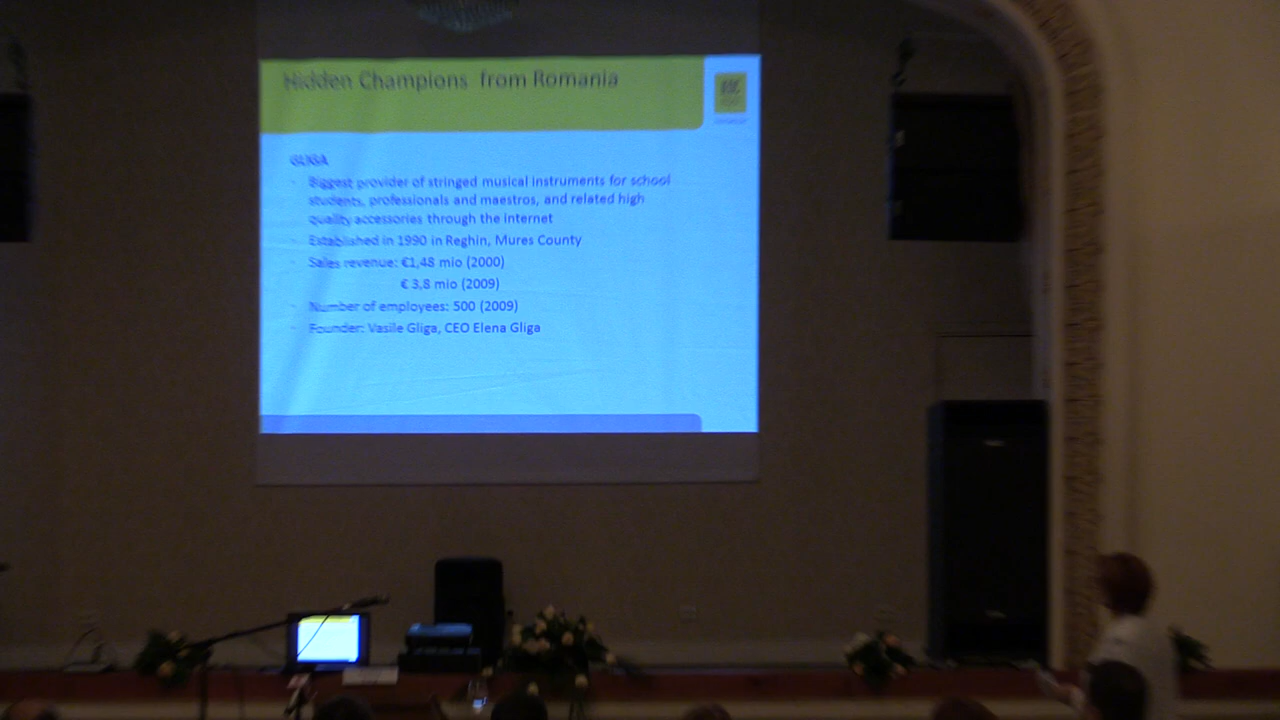 Hidden Champions from Romania
GLIGA
Biggest provider of stringed musical instruments for school
students, professionals and maestros, and related high
quality accessories through the internet
Established in 1990 in Reghin, Mures County
Sales revenue: €1,48 mio (2000)
€ 3,8 mio (2009)
Number of employees: 500 (2009)
Founder: Vasile Gliga, CEO Elena Gliga